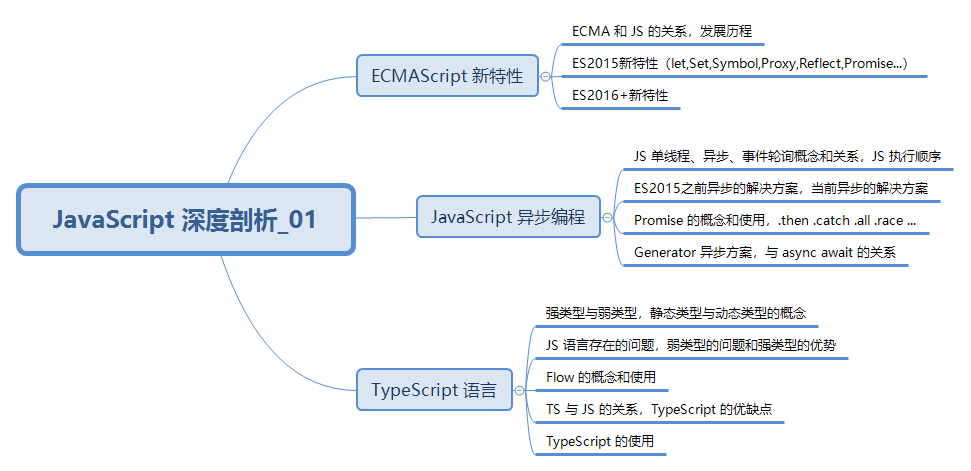 JavaScript 深度剖析_01
ECMAScript 新特性
ECMA 和 JS 的关系，发展历程
ES2015新特性（let,Set,Symbol,Proxy,Reflect,Promise...）
ES2016+新特性
JavaScript 异步编程
JS 单线程、异步、事件轮询概念和关系，JS 执行顺序
ES2015之前异步的解决方案，当前异步的解决方案
Promise 的概念和使用，.then .catch .all .race ...
Generator 异步方案，与 async await 的关系
TypeScript 语言
强类型与弱类型，静态类型与动态类型的概念
JS 语言存在的问题，弱类型的问题和强类型的优势
Flow 的概念和使用
TS 与 JS 的关系，TypeScript 的优缺点
TypeScript 的使用